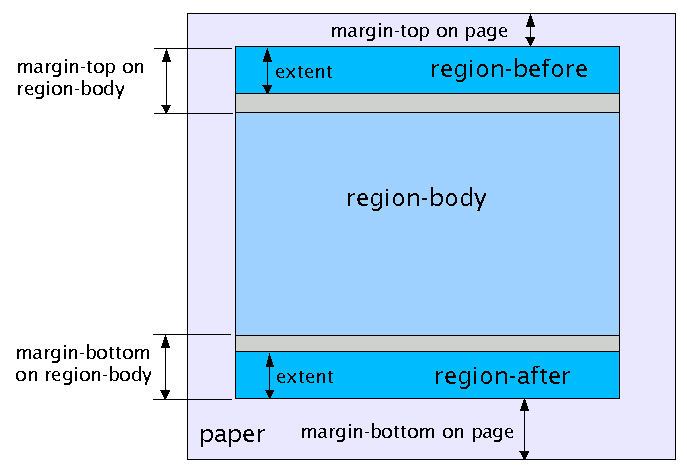 margin-top on page
margin-top on
region-body
extent
region-before
region-body
margin-bottom
on region-body
extent
region-after
paper
margin-bottom on page